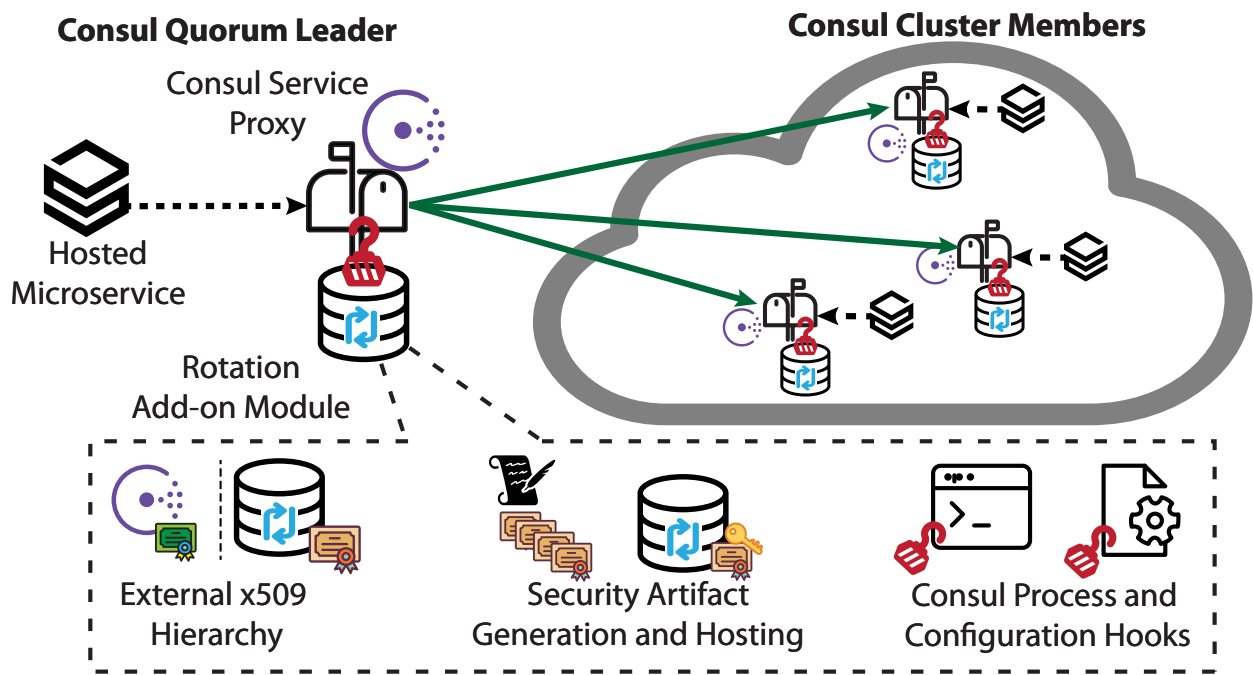 Consul Quorum Leader
Consul Cluster Members
Consul Service
Proxy
Hosted
Microservice
Rotation
Add-on Module
External x509
Hierarchy
Security Artifact
Generation and Hosting
Consul Process and
Configuration Hooks